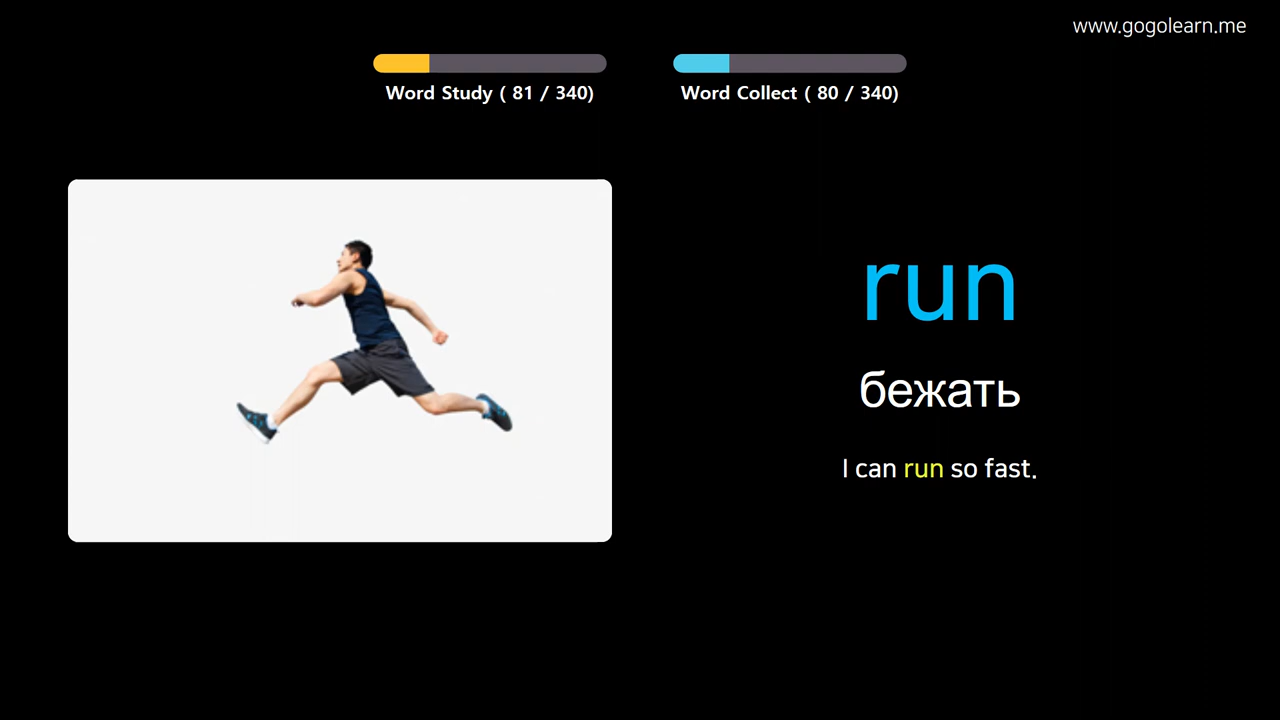 www.gogolearn.me
Word Study ( 81 / 340)
Word Collect ( 80 / 340)
run
бежать
I can run so fast.